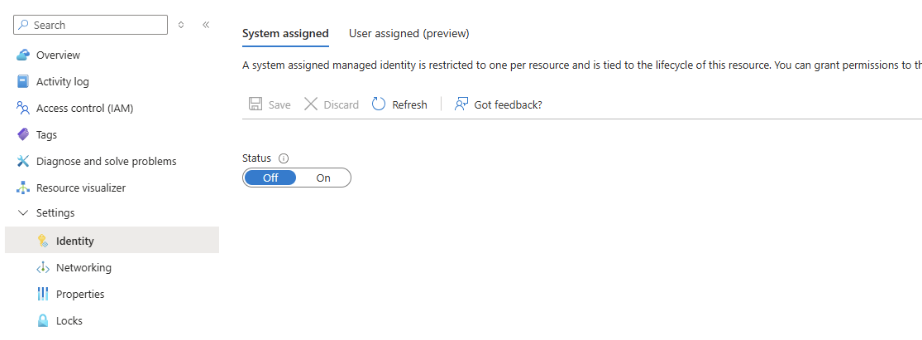 Search
Overview
Activity log
Access control (IAM)
Tags
Diagnose and solve problems
Resource visualizer
Settings
Identity
Networking
Properties
Locks
System assigned User assigned (preview)
A system assigned managed identity is restricted to one per resource and is tied to the lifecycle of this resource. You can grant permissions to
Save Discard Refresh Got feedback?
Status
Off On